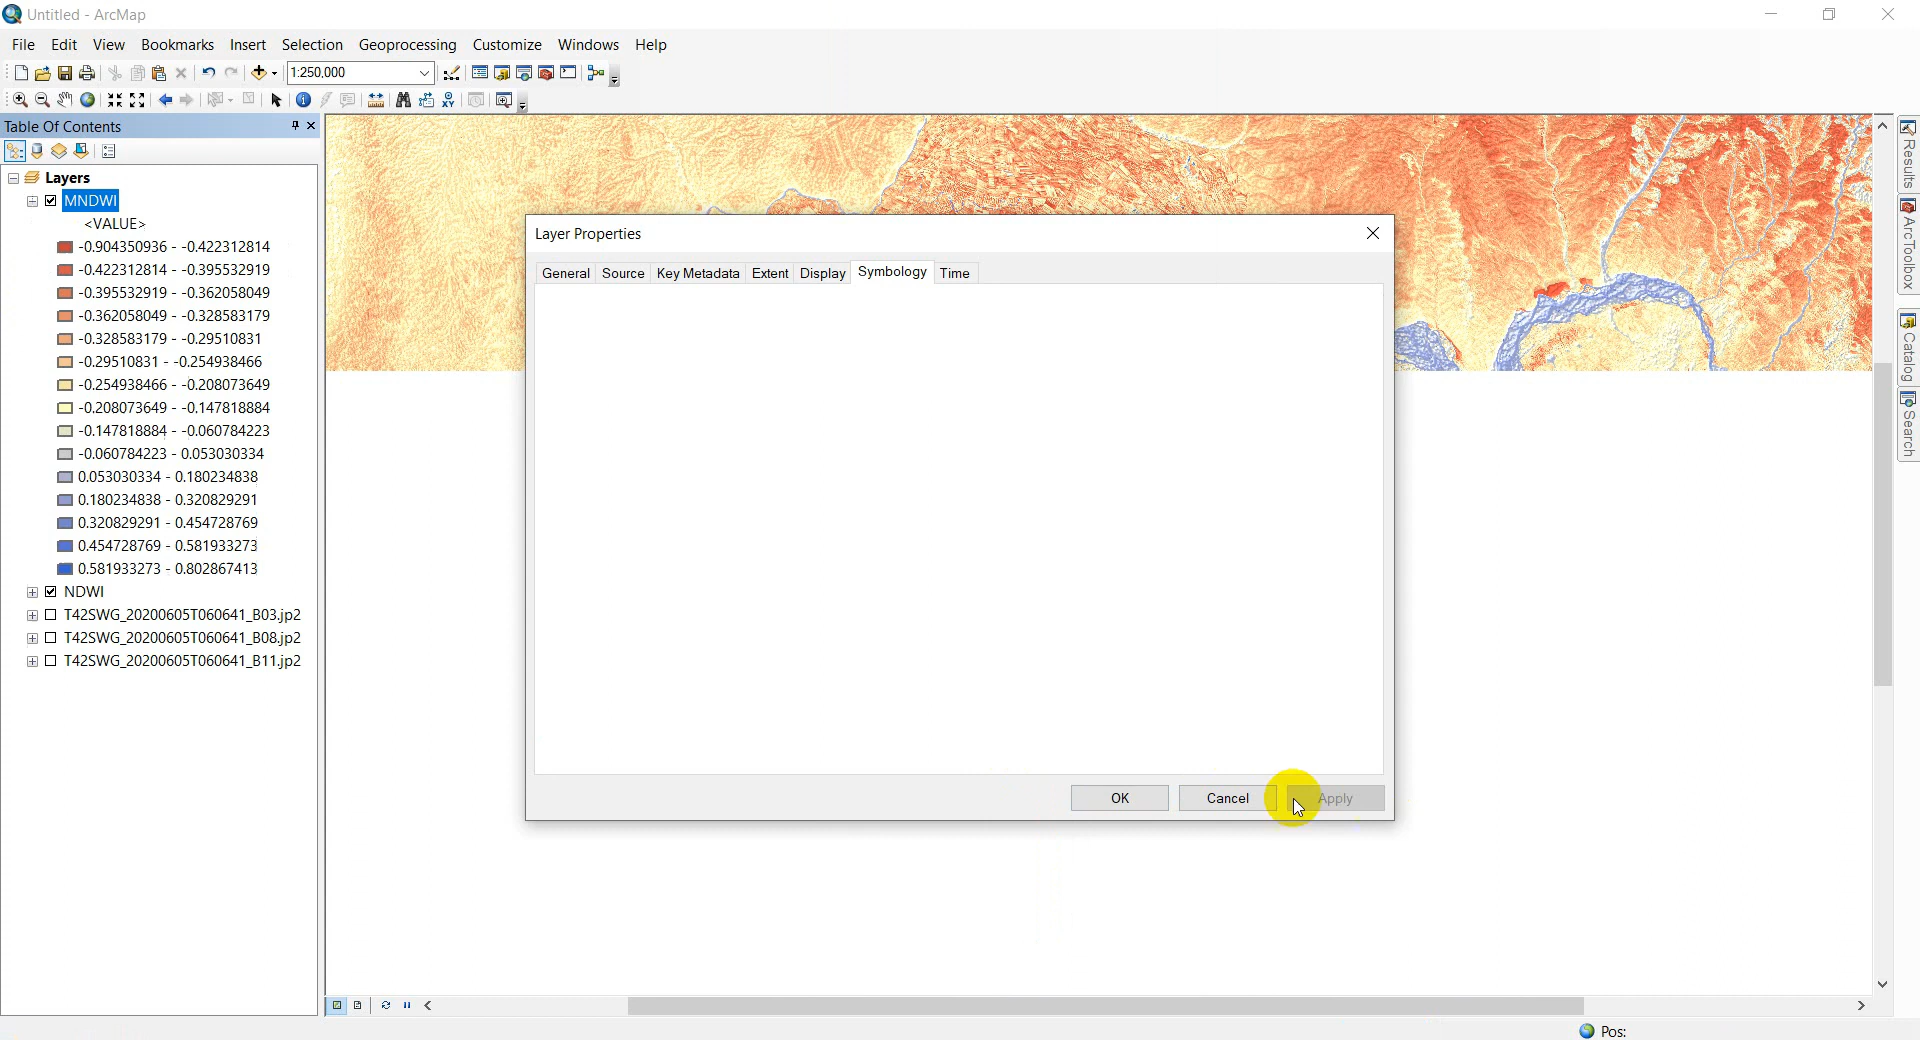 Untitled - ArcMap
File Edit View Bookmarks Insert Selection Geoprocessing Customize Windows Help
1:250,000
Table Of Contents
Layers
MNDWI
<VALUE>
-0.904350936 - -0.422312814
-0.422312814 - -0.395532919
-0.395532919 - -0.362058049
-0.362058049 - -0.328583179
-0.328583179 - -0.29510831
-0.29510831 - -0.254938466
-0.254938466 - -0.208073649
-0.208073649 - -0.147818884
-0.147818884 - -0.060784223
-0.060784223 - 0.053030334
0.053030334 - 0.180234838
0.180234838 - 0.320829291
0.320829291 - 0.454728769
0.454728769 - 0.581933273
0.581933273 - 0.802867413
NDWI
T42SWG_20200605T060641_B03.jp2
T42SWG_20200605T060641_B08.jp2
T42SWG_20200605T060641_B11.jp2
Layer Properties
General Source Key Metadata Extent Display Symbology Time
OK Cancel Apply
Results
ArcToolbox
Catalog
Search
Pos: